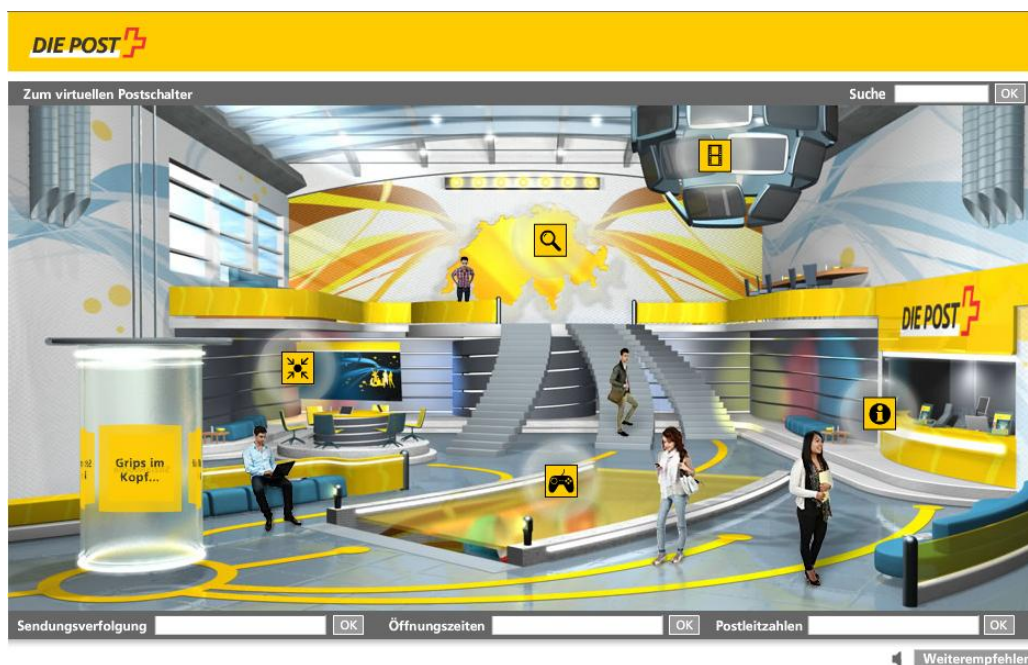 DIE POST
Zum virtuellen Postschalter
Suche
OK
DIE POST
Grips im
Kopf...
Sendungsverfolgung
OK
Öffnungszeiten
OK
Postleitzahlen
OK
Weiterempfehlen